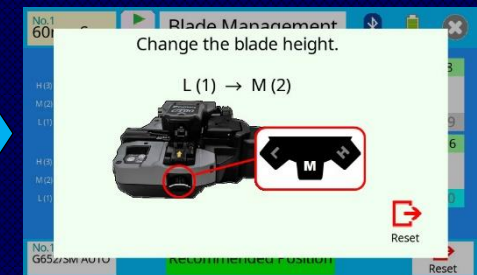 No.1
60
Blade Management
Change the blade height.
L (1) → M (2)
H (3)
M (2)
L (1)
H (3)
M (2)
L (1)
8
9
6
0
L M H
Reset
No.1
G652/SM AUTO
Recommended Position
Reset